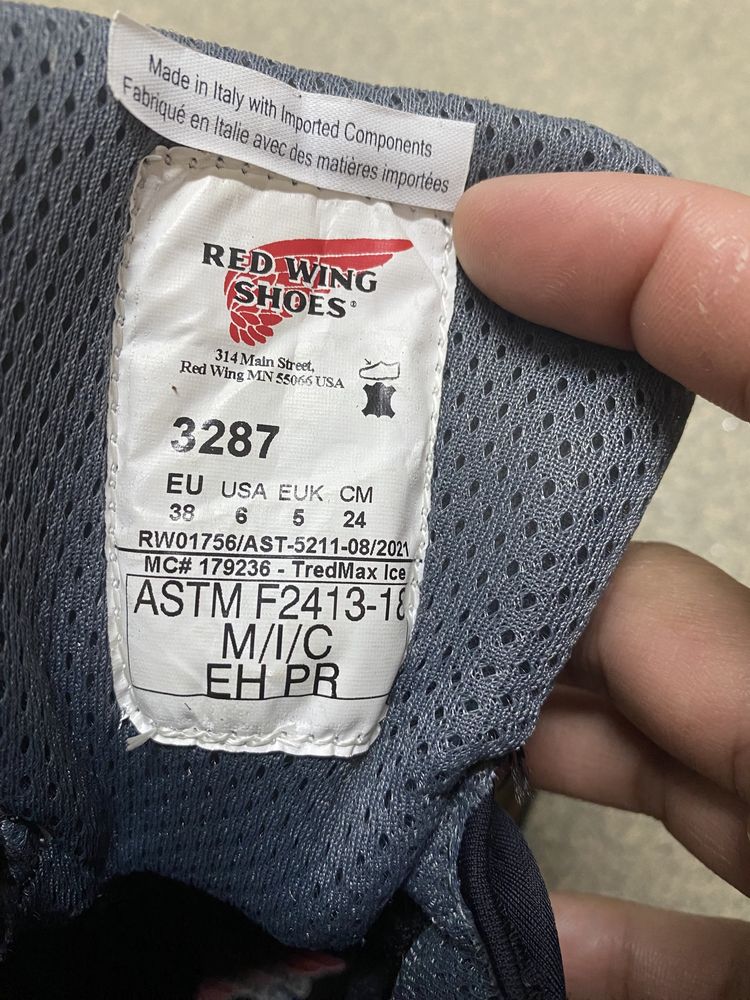 Made in Italy with Imported Components
Fabriqué en Italie avec des matières importées
RED WING
SHOES®
314 Main Street,
Red Wing MN 55066 USA
3287
EU USA EUK CM
38 6 5 24
RW01756/AST-5211-08/2021
MC# 179236 - TredMax Ice
ASTM F2413-18
M/I/C
EH PR